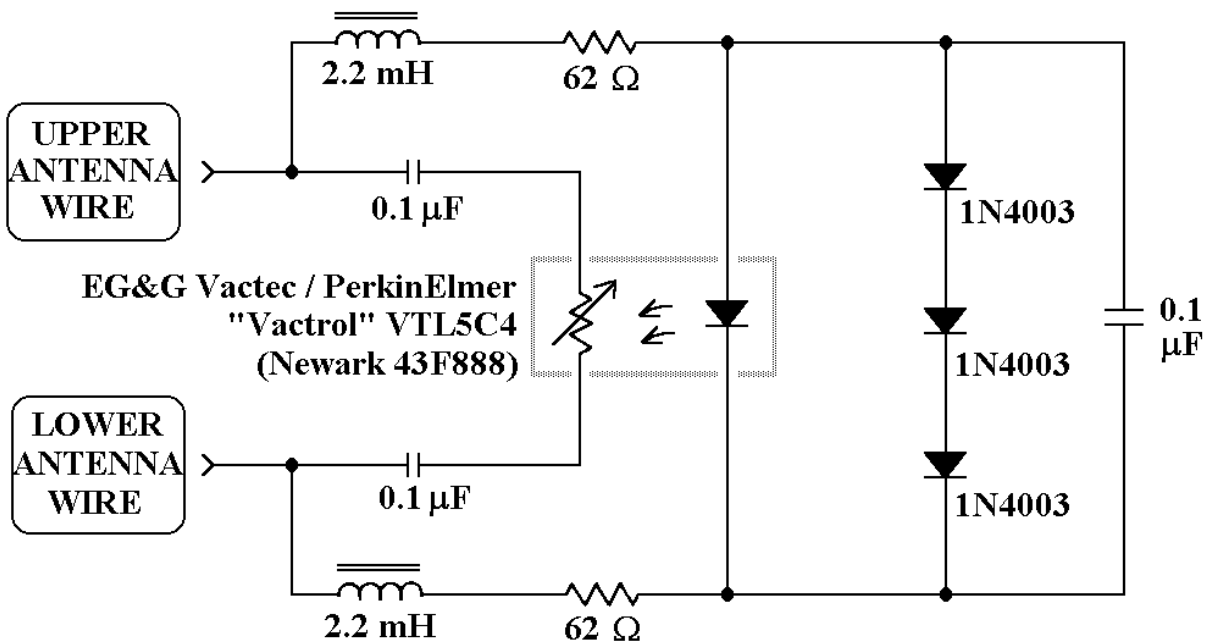 2.2 mH
62 Ω
UPPER
ANTENNA
WIRE
0.1 μF
1N4003
EG&G Vactec / PerkinElmer
"Vactrol" VTL5C4
(Newark 43F888)
1N4003
0.1
μF
LOWER
ANTENNA
WIRE
0.1 μF
1N4003
2.2 mH
62 Ω